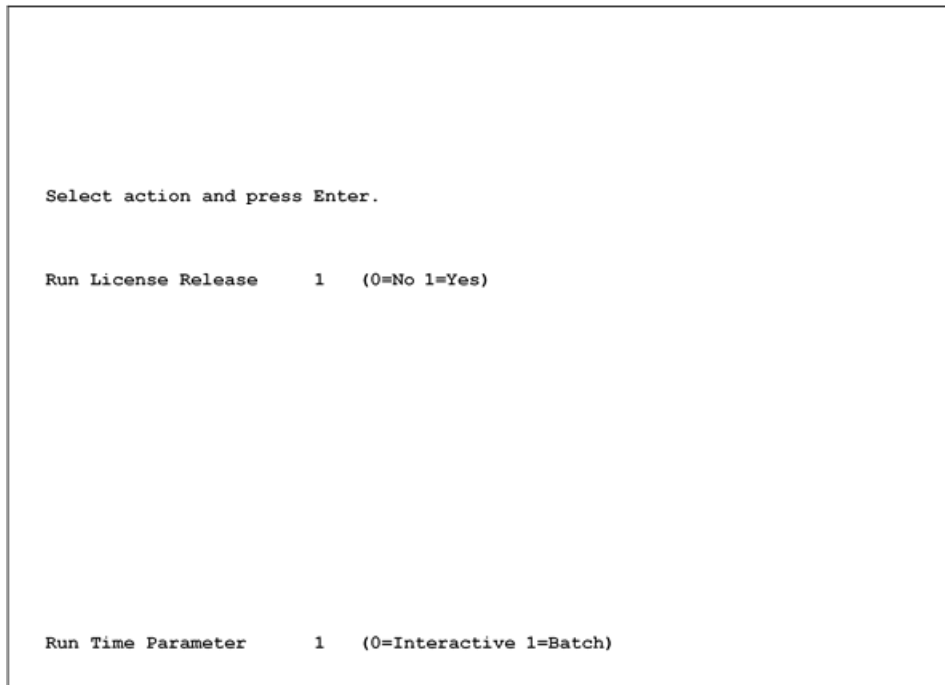 Select action and press Enter.
Run License Release 1 (0=No 1=Yes)
Run Time Parameter 1 (0=Interactive 1=Batch)